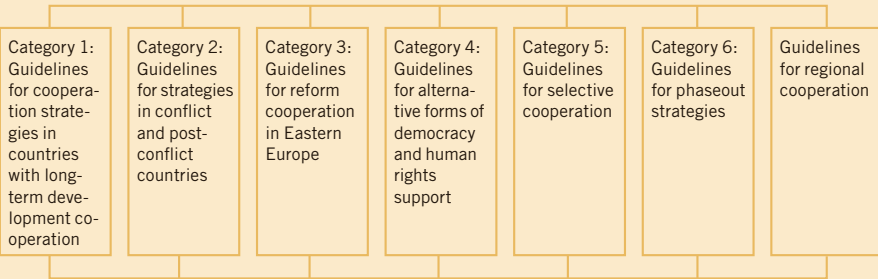 Category 1:
Guidelines
for coopera-
tion strate-
gies in
countries
with long-
term deve-
lopment co-
operation
Category 2:
Guidelines
for strategies
in conflict
and post-
conflict
countries
Category 3:
Guidelines
for reform
cooperation
in Eastern
Europe
Category 4:
Guidelines
for alterna-
tive forms of
democracy
and human
rights
support
Category 5:
Guidelines
for selective
cooperation
Category 6:
Guidelines
for phaseout
strategies
Guidelines
for regional
cooperation